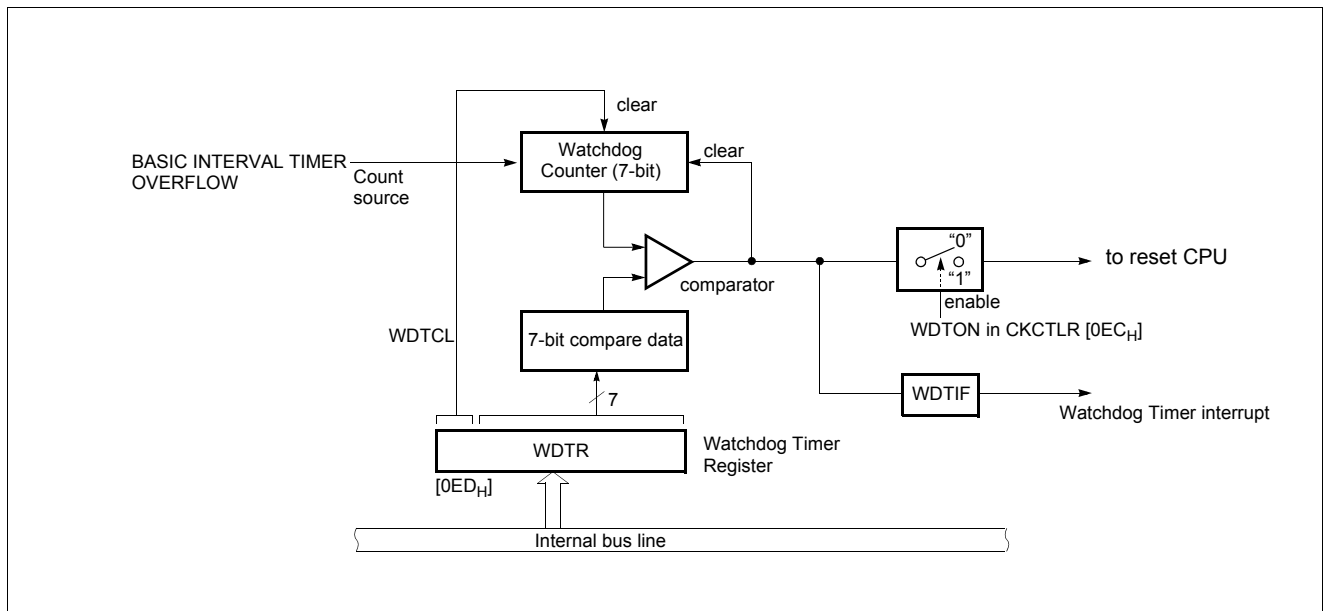 clear
Watchdog
Counter (7-bit)
clear
BASIC INTERVAL TIMER
OVERFLOW
Count
source
comparator
“0”
“1”
to reset CPU
enable
WDTON in CKCTLR [0ECH]
WDTCL
7-bit compare data
7
WDTIF
Watchdog Timer interrupt
WDTR
Watchdog Timer
Register
[0EDH]
Internal bus line